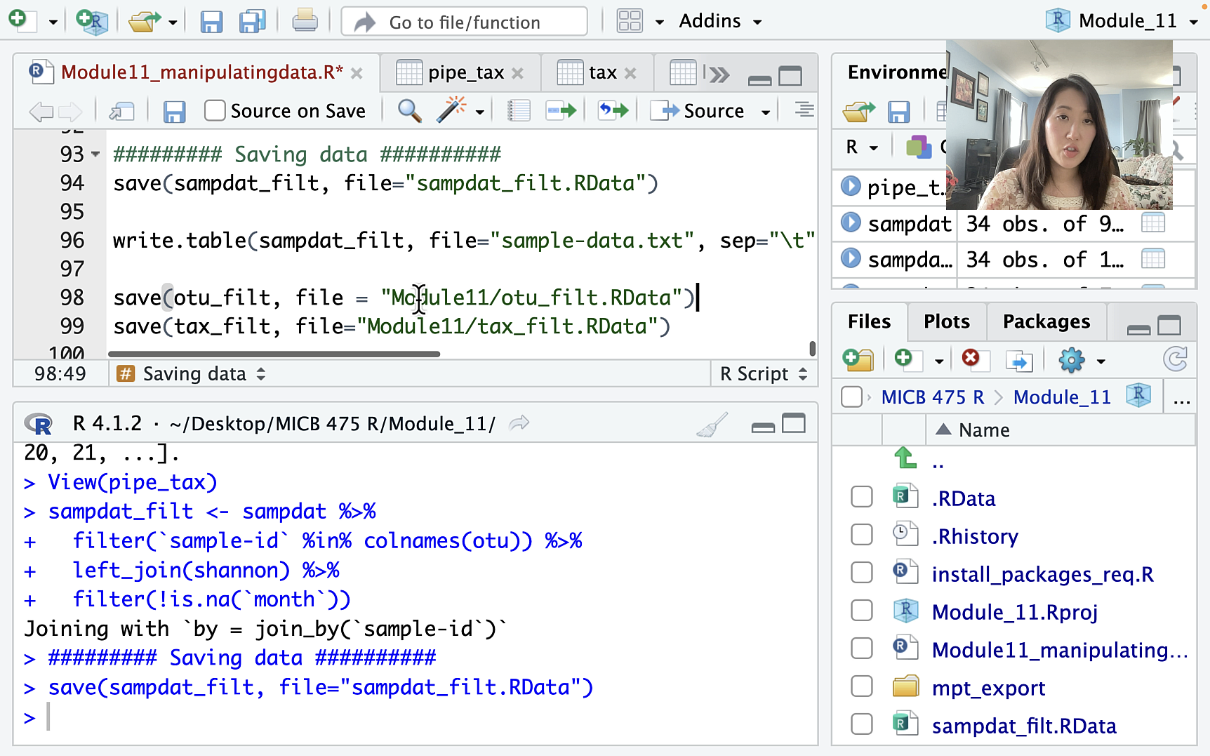 Go to file/function
Addins
Module_11
Module11_manipulatingdata.R*
pipe_tax
tax
Source on Save
Source
93 ######### Saving data ##########
94 save(sampdat_filt, file="sampdat_filt.RData")
95
96 write.table(sampdat_filt, file="sample-data.txt", sep="\t"
97
98 save(otu_filt, file = "Module11/otu_filt.RData")
99 save(tax_filt, file="Module11/tax_filt.RData")
100
98:49
# Saving data
R Script
R 4.1.2 · ~/Desktop/MICB 475 R/Module_11/
20, 21, ...].
> View(pipe_tax)
> sampdat_filt <- sampdat %>%
+   filter(`sample-id` %in% colnames(otu)) %>%
+   left_join(shannon) %>%
+   filter(!is.na(`month`))
Joining with `by = join_by(`sample-id`)`
> ######### Saving data ##########
> save(sampdat_filt, file="sampdat_filt.RData")
>
Environme
R
pipe_t…
sampdat 34 obs. of 9…
sampda… 34 obs. of 1…
Files
Plots
Packages
MICB 475 R > Module_11
...
Name
..
.RData
.Rhistory
install_packages_req.R
Module_11.Rproj
Module11_manipulating...
mpt_export
sampdat_filt.RData